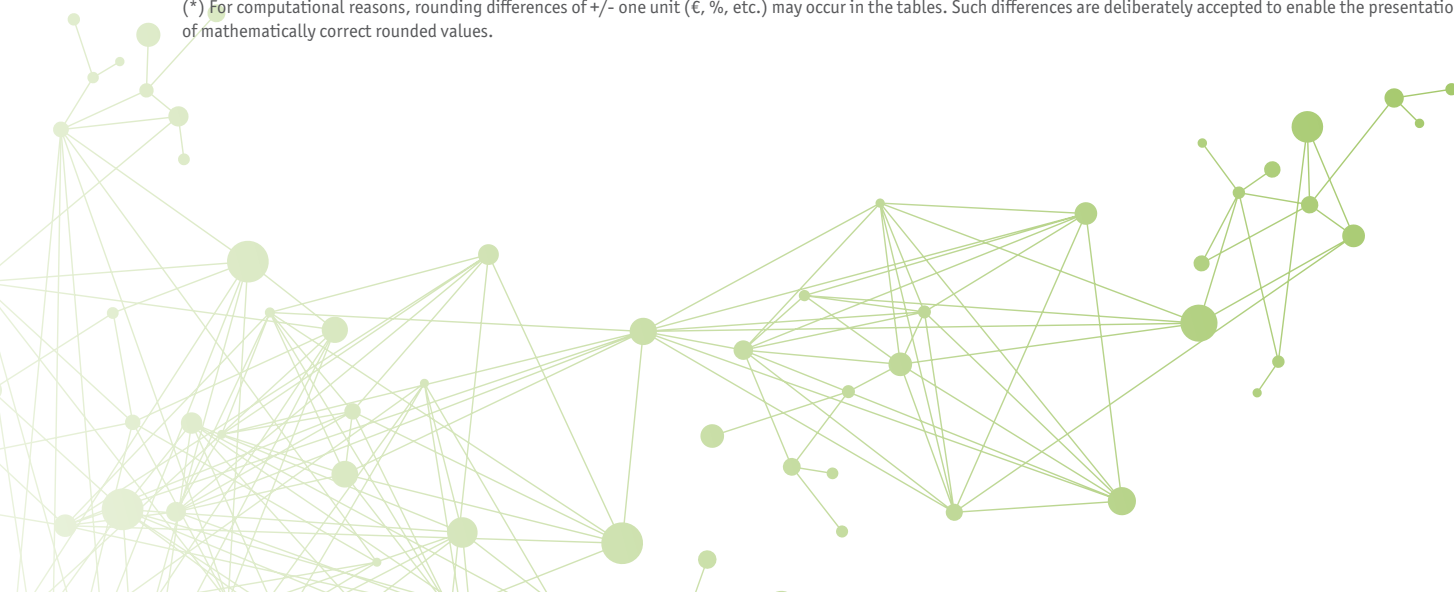 (*) For computational reasons, rounding differences of +/- one unit (€, %, etc.) may occur in the tables. Such differences are deliberately accepted to enable the
of mathematically correct rounded values.